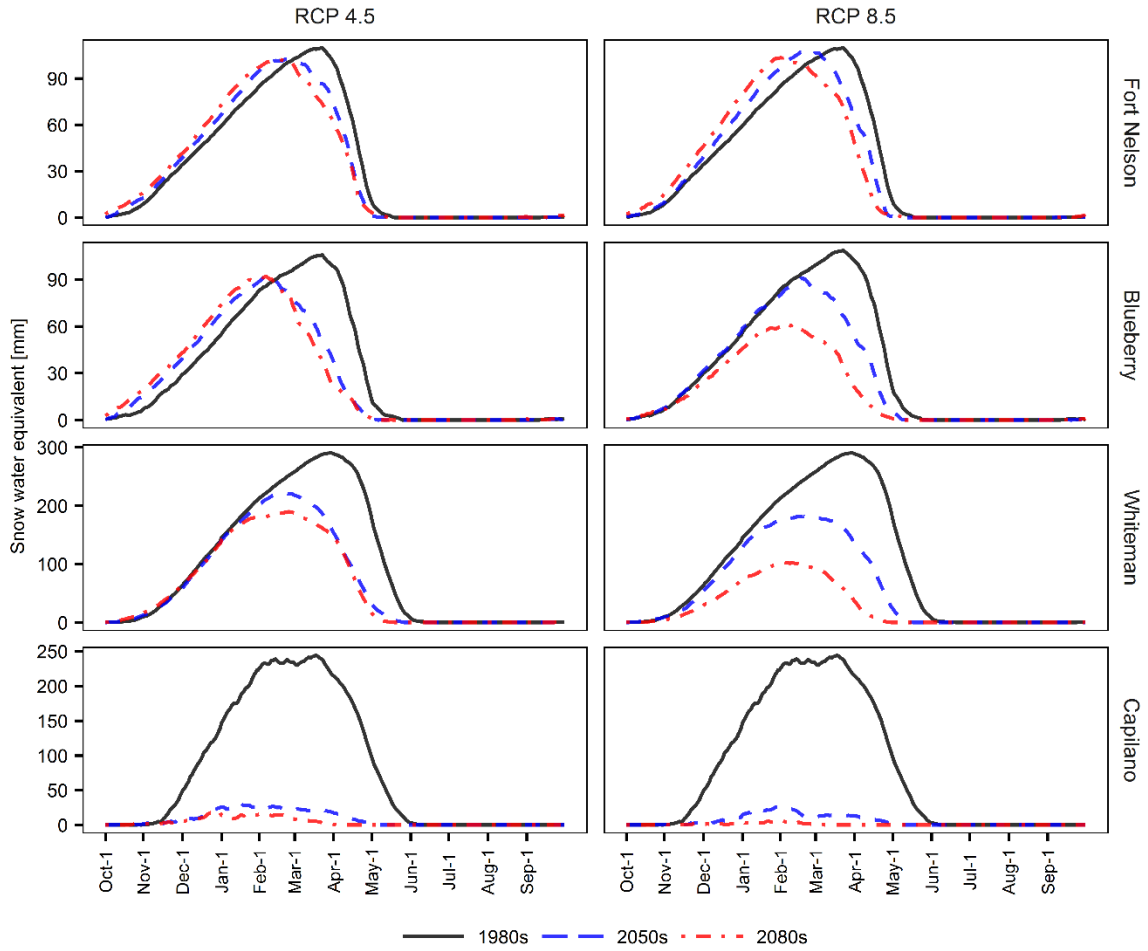 RCP 4.5 RCP 8.5
Snow water equivalent [mm]
90
60
30
0
Fort Nelson
90
60
30
0
Blueberry
300
200
100
0
Whiteman
250
200
150
100
50
0
Capilano
Oct-1 Nov-1 Dec-1 Jan-1 Feb-1 Mar-1 Apr-1 May-1 Jun-1 Jul-1 Aug-1 Sep-1
Oct-1 Nov-1 Dec-1 Jan-1 Feb-1 Mar-1 Apr-1 May-1 Jun-1 Jul-1 Aug-1 Sep-1
1980s 2050s 2080s